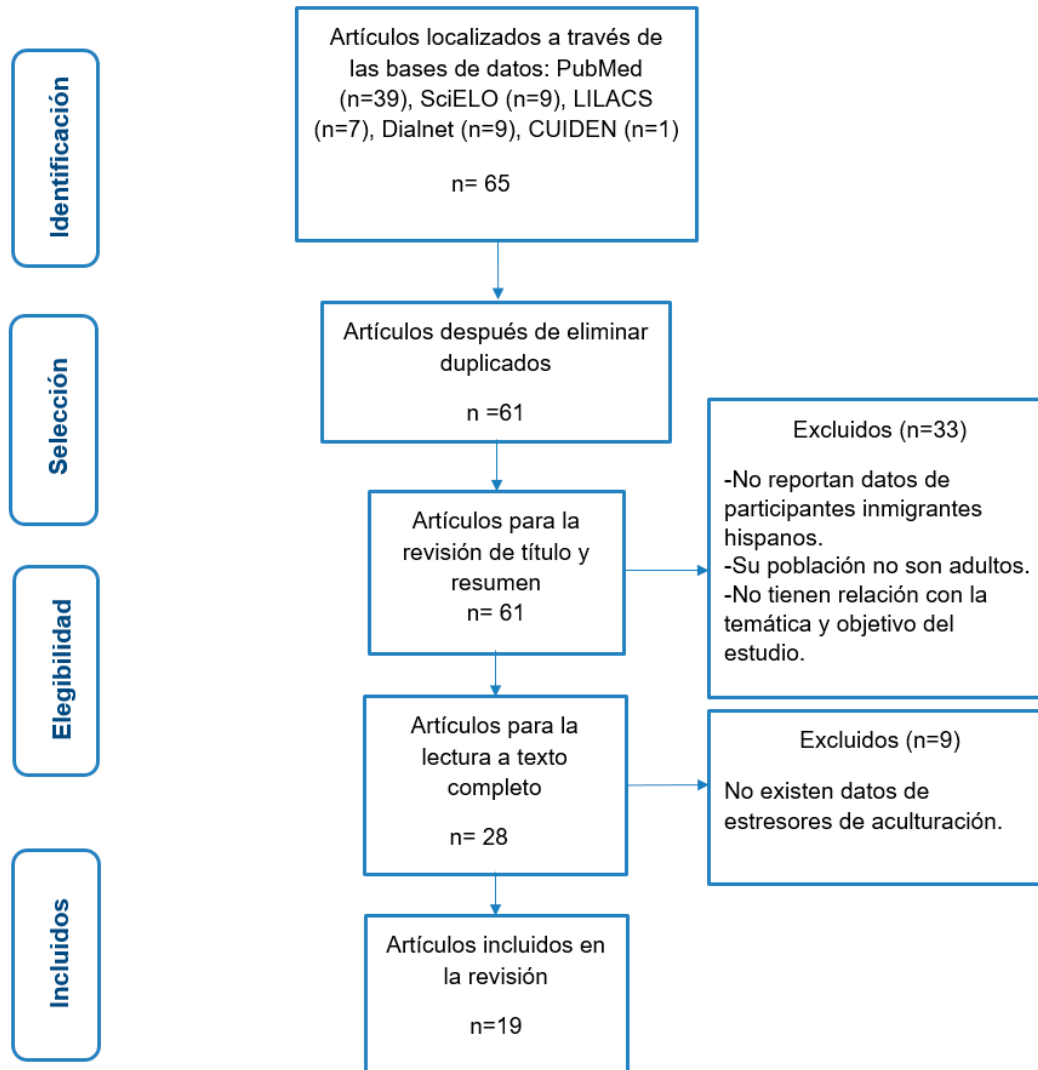 Identificación
Artículos localizados a través de
las bases de datos: PubMed
(n=39), SciELO (n=9), LILACS
(n=7), Dialnet (n=9), CUIDEN (n=1)
n= 65
Selección
Artículos después de eliminar
duplicados
n =61
Artículos para la
revisión de título y
resumen
n= 61
Excluidos (n=33)
-No reportan datos de
participantes inmigrantes
hispanos.
-Su población no son adultos.
-No tienen relación con la
temática y objetivo del
estudio.
Elegibilidad
Artículos para la
lectura a texto
completo
n= 28
Excluidos (n=9)
No existen datos de
estresores de aculturación.
Incluidos
Artículos incluidos en
la revisión
n=19